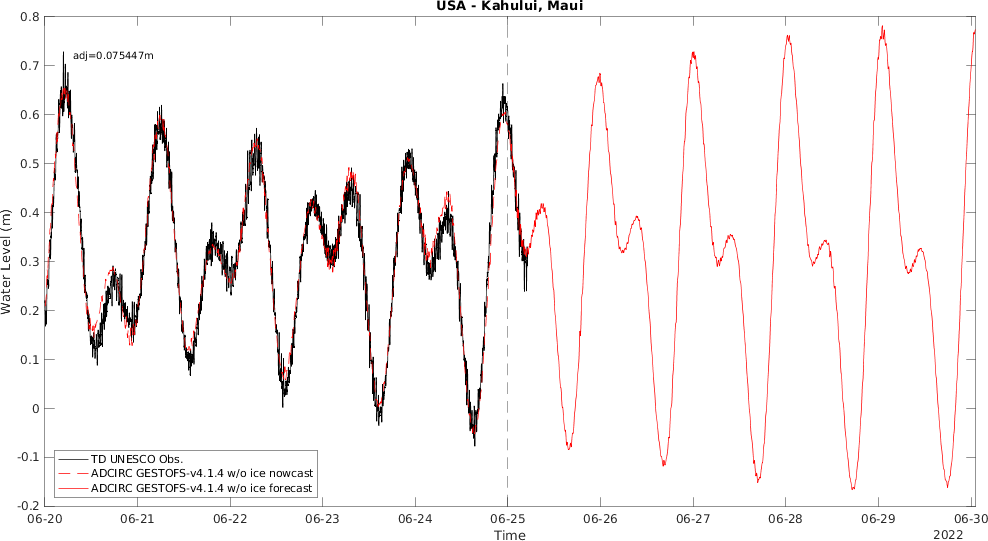 USA - Kahului, Maui
0.8
0.7
0.6
0.5
0.4
0.3
0.2
0.1
0
-0.1
-0.2
Water Level (m)
adj=0.075447m
TD UNESCO Obs.
ADCIRC GESTOFS-v4.1.4 w/o ice nowcast
ADCIRC GESTOFS-v4.1.4 w/o ice forecast
06-20 06-21 06-22 06-23 06-24 06-25 06-26 06-27 06-28 06-29 06-30
Time
2022